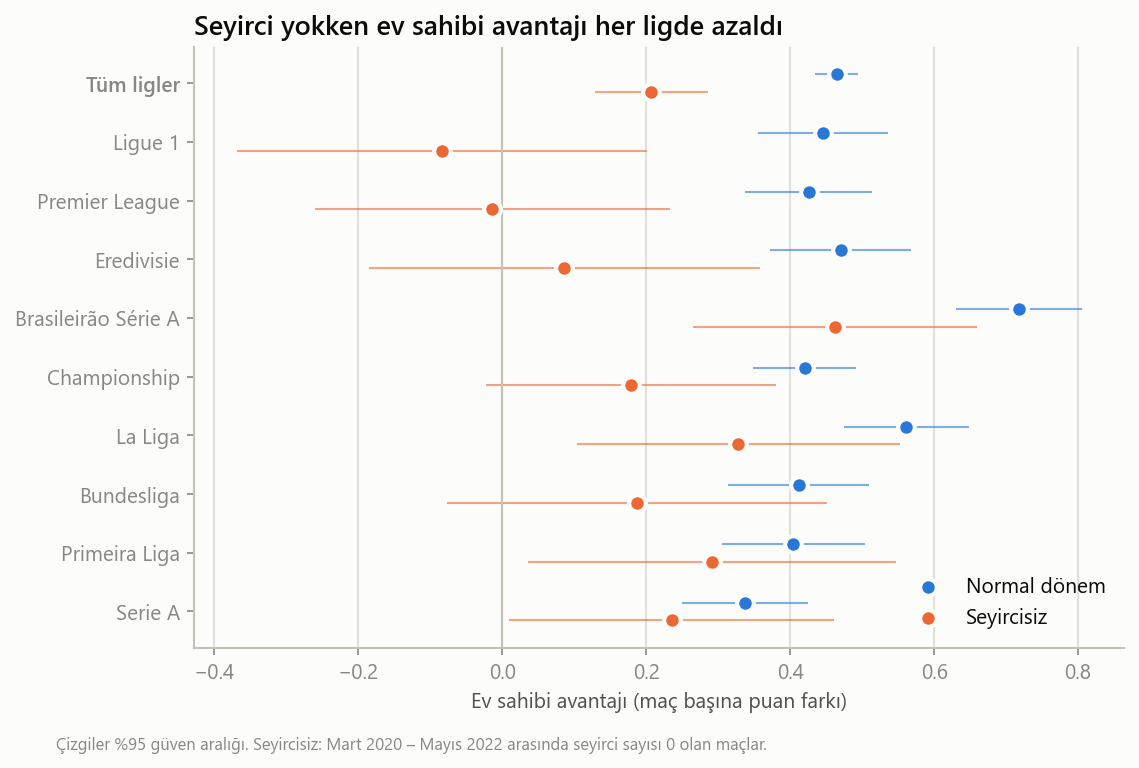 Seyirci yokken ev sahibi avantajı her ligde azaldı
Tüm ligler
Ligue 1
Premier League
Eredivisie
Brasileirão Série A
Championship
La Liga
Bundesliga
Primeira Liga
Serie A
Normal dönem
Seyircisiz
−0.4 −0.2 0.0 0.2 0.4 0.6 0.8
Ev sahibi avantajı (maç başına puan farkı)
Çizgiler %95 güven aralığı. Seyircisiz: Mart 2020 – Mayıs 2022 arasında seyirci sayısı 0 olan maçlar.